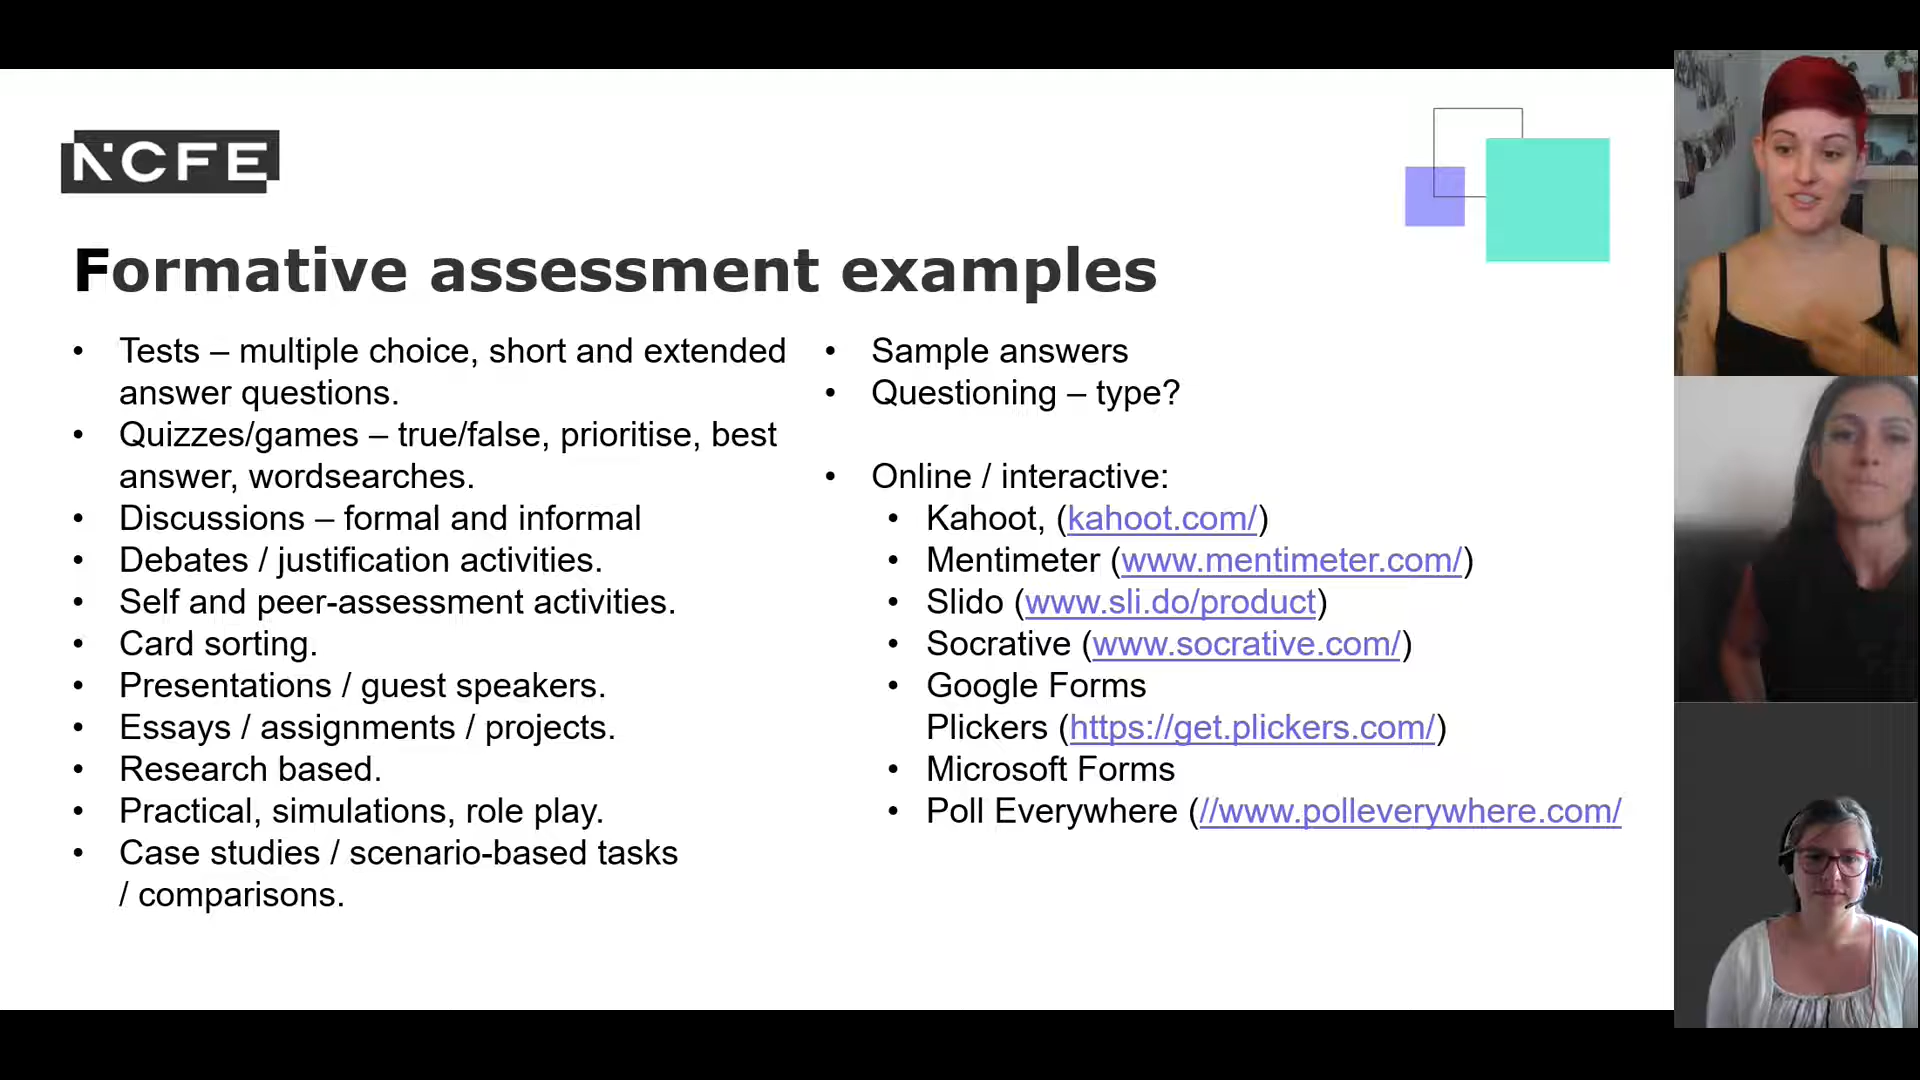 NCFE
Formative assessment examples
• Tests – multiple choice, short and extended
answer questions.
• Quizzes/games – true/false, prioritise, best
answer, wordsearches.
• Discussions – formal and informal
• Debates / justification activities.
• Self and peer-assessment activities.
• Card sorting.
• Presentations / guest speakers.
• Essays / assignments / projects.
• Research based.
• Practical, simulations, role play.
• Case studies / scenario-based tasks
/ comparisons.
• Sample answers
• Questioning – type?
• Online / interactive:
• Kahoot, (kahoot.com/)
• Mentimeter (www.mentimeter.com/)
• Slido (www.sli.do/product)
• Socrative (www.socrative.com/)
• Google Forms
Plickers (https://get.plickers.com/)
• Microsoft Forms
• Poll Everywhere (//www.polleverywhere.com/